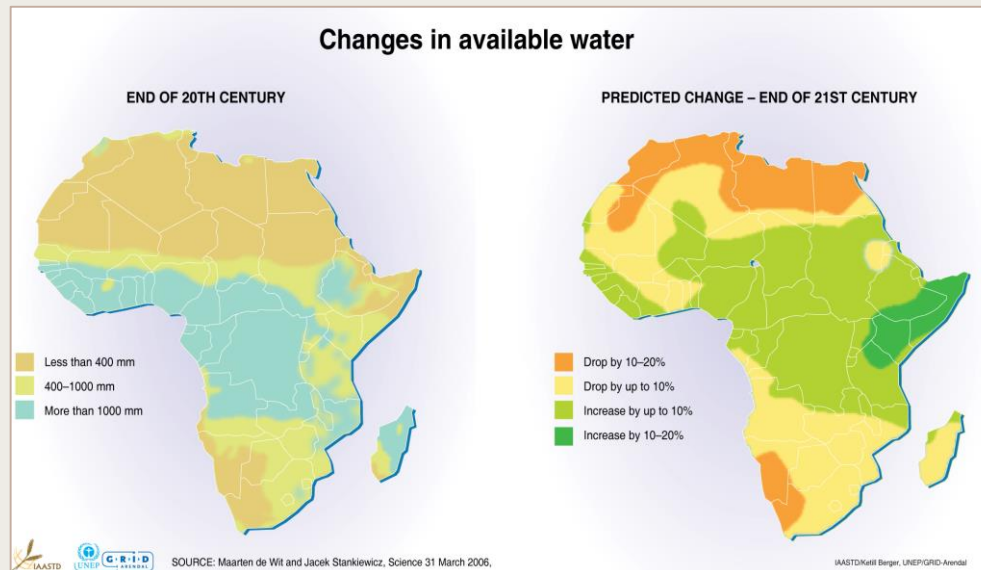 Changes in available water
END OF 20TH CENTURY
PREDICTED CHANGE – END OF 21ST CENTURY
Less than 400 mm
400–1000 mm
More than 1000 mm
Drop by 10–20%
Drop by up to 10%
Increase by up to 10%
Increase by 10–20%
IAASTD
UNEP
GRID
ARENDAL
SOURCE: Maarten de Wit and Jacek Stankiewicz, Science 31 March 2006,
IAASTD/Ketill Berger, UNEP/GRID-Arendal